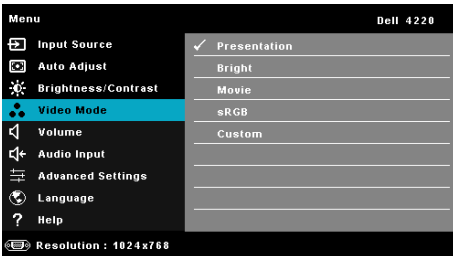 Menu Dell 4220
Input Source ✓ Presentation
Auto Adjust Bright
Brightness/Contrast Movie
Video Mode sRGB
Volume Custom
Audio Input
Advanced Settings
Language
? Help
Resolution : 1024x768